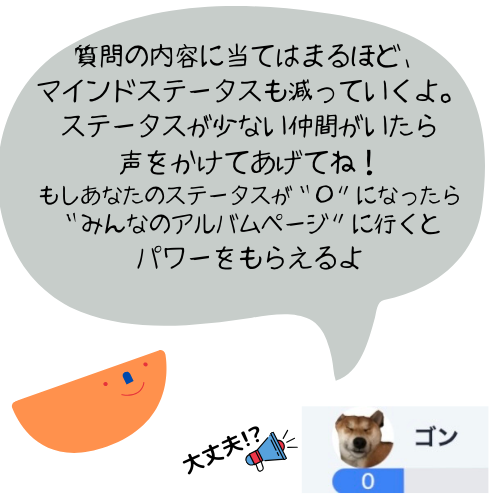 質問の内容に当てはまるほど、
マインドステータスも減っていくよ。
ステータスが少ない仲間がいたら
声をかけてあげてね！
もしあなたのステータスが“０”になったら
“みんなのアルバムページ”に行くと
パワーをもらえるよ
大丈夫!?
ゴン
0